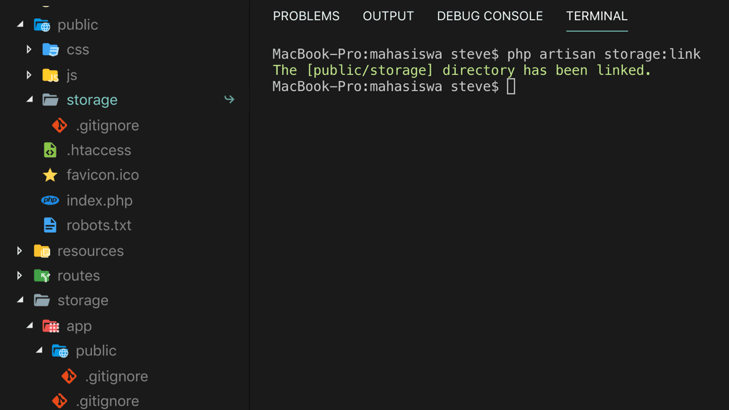 public
css
js
storage
.gitignore
.htaccess
favicon.ico
php index.php
robots.txt
resources
routes
storage
app
public
.gitignore
.gitignore
PROBLEMS OUTPUT DEBUG CONSOLE TERMINAL
MacBook-Pro:mahasiswa steve$ php artisan storage:link
The [public/storage] directory has been linked.
MacBook-Pro:mahasiswa steve$